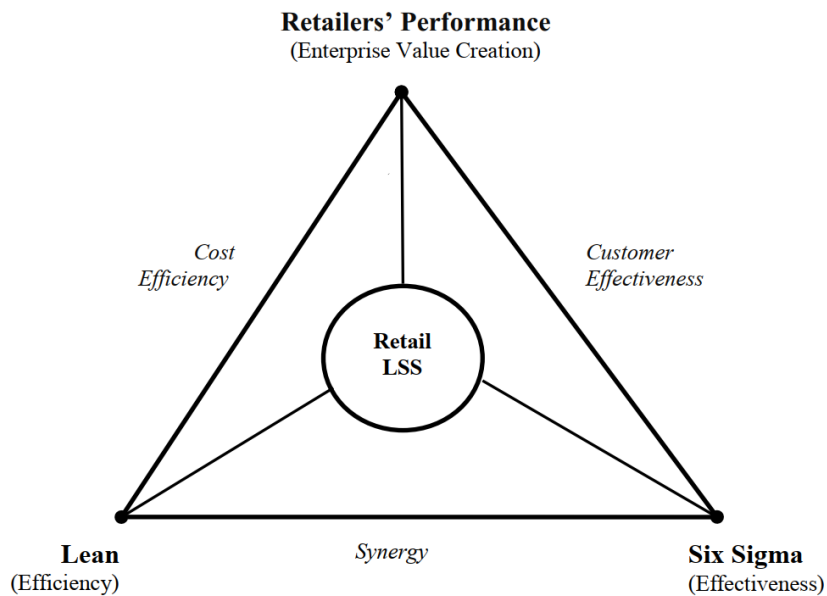 Retailers’ Performance
(Enterprise Value Creation)
Cost
Efficiency
Customer
Effectiveness
Retail
LSS
Lean
(Efficiency)
Synergy
Six Sigma
(Effectiveness)